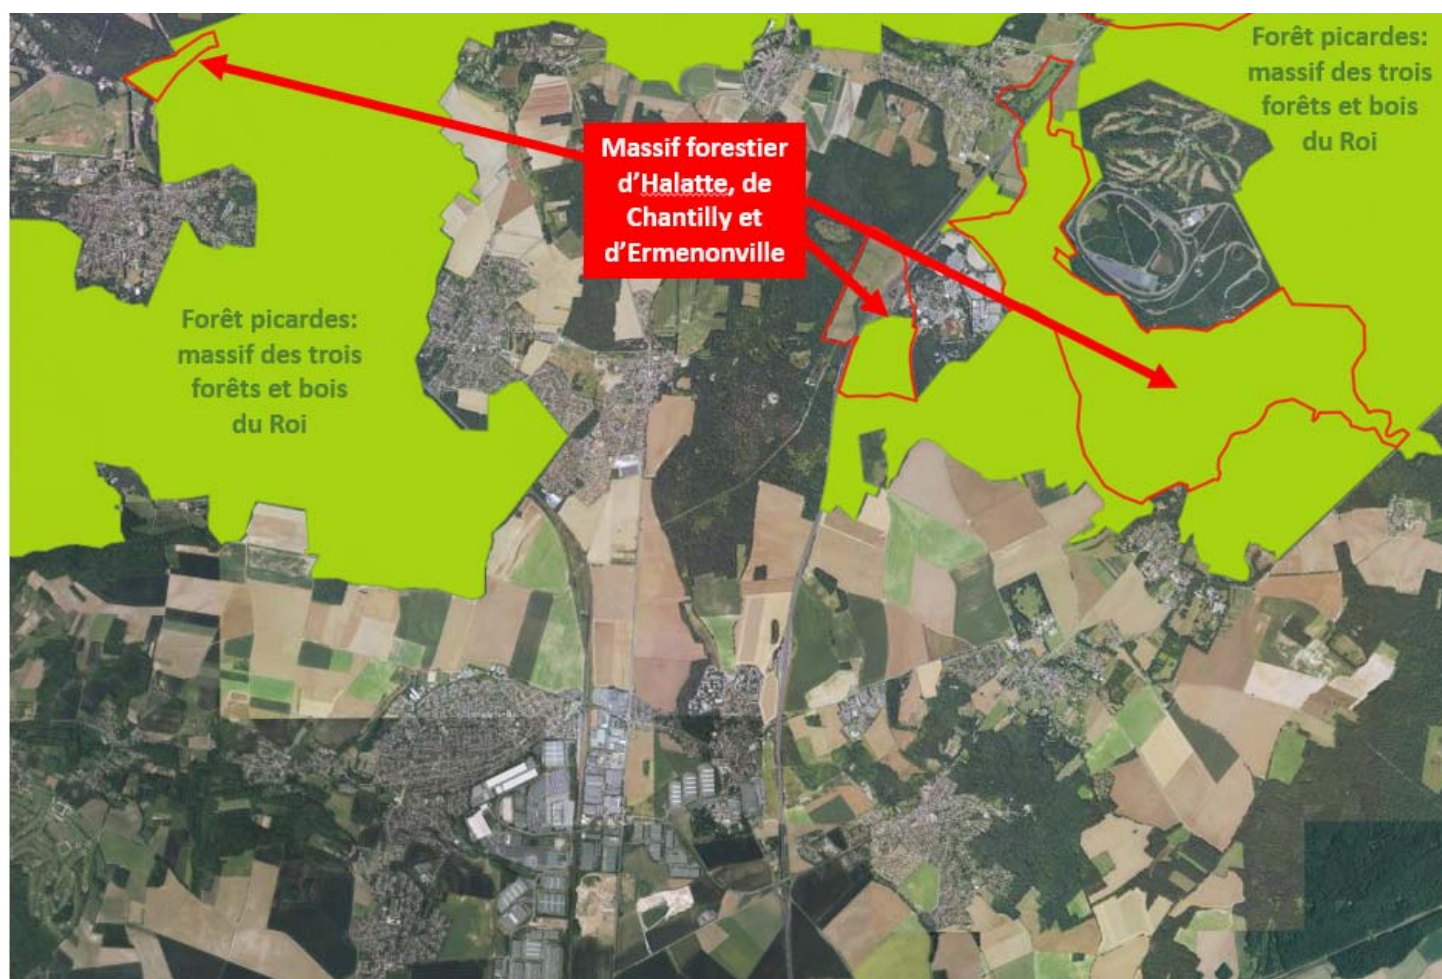 Forêt picardes:
massif des trois
forêts et bois
du Roi
Massif forestier
d’Halatte, de
Chantilly et
d’Ermenonville
Forêt picardes:
massif des trois
forêts et bois
du Roi